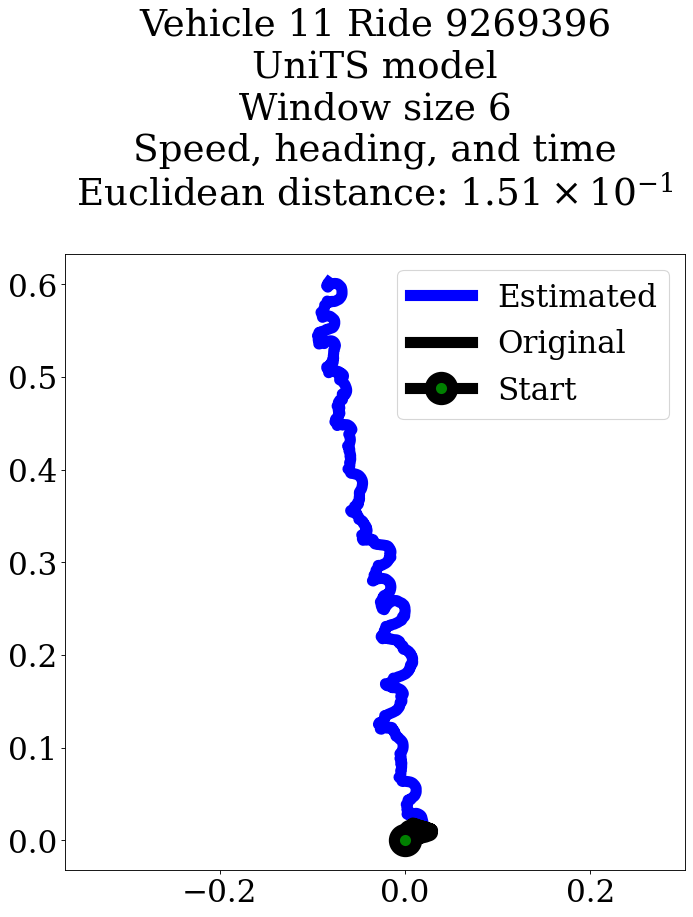 Vehicle 11 Ride 9269396
UniTS model
Window size 6
Speed, heading, and time
Euclidean distance: 1.51 × 10⁻¹
Estimated
Original
Start
0.6
0.5
0.4
0.3
0.2
0.1
0.0
−0.2 0.0 0.2